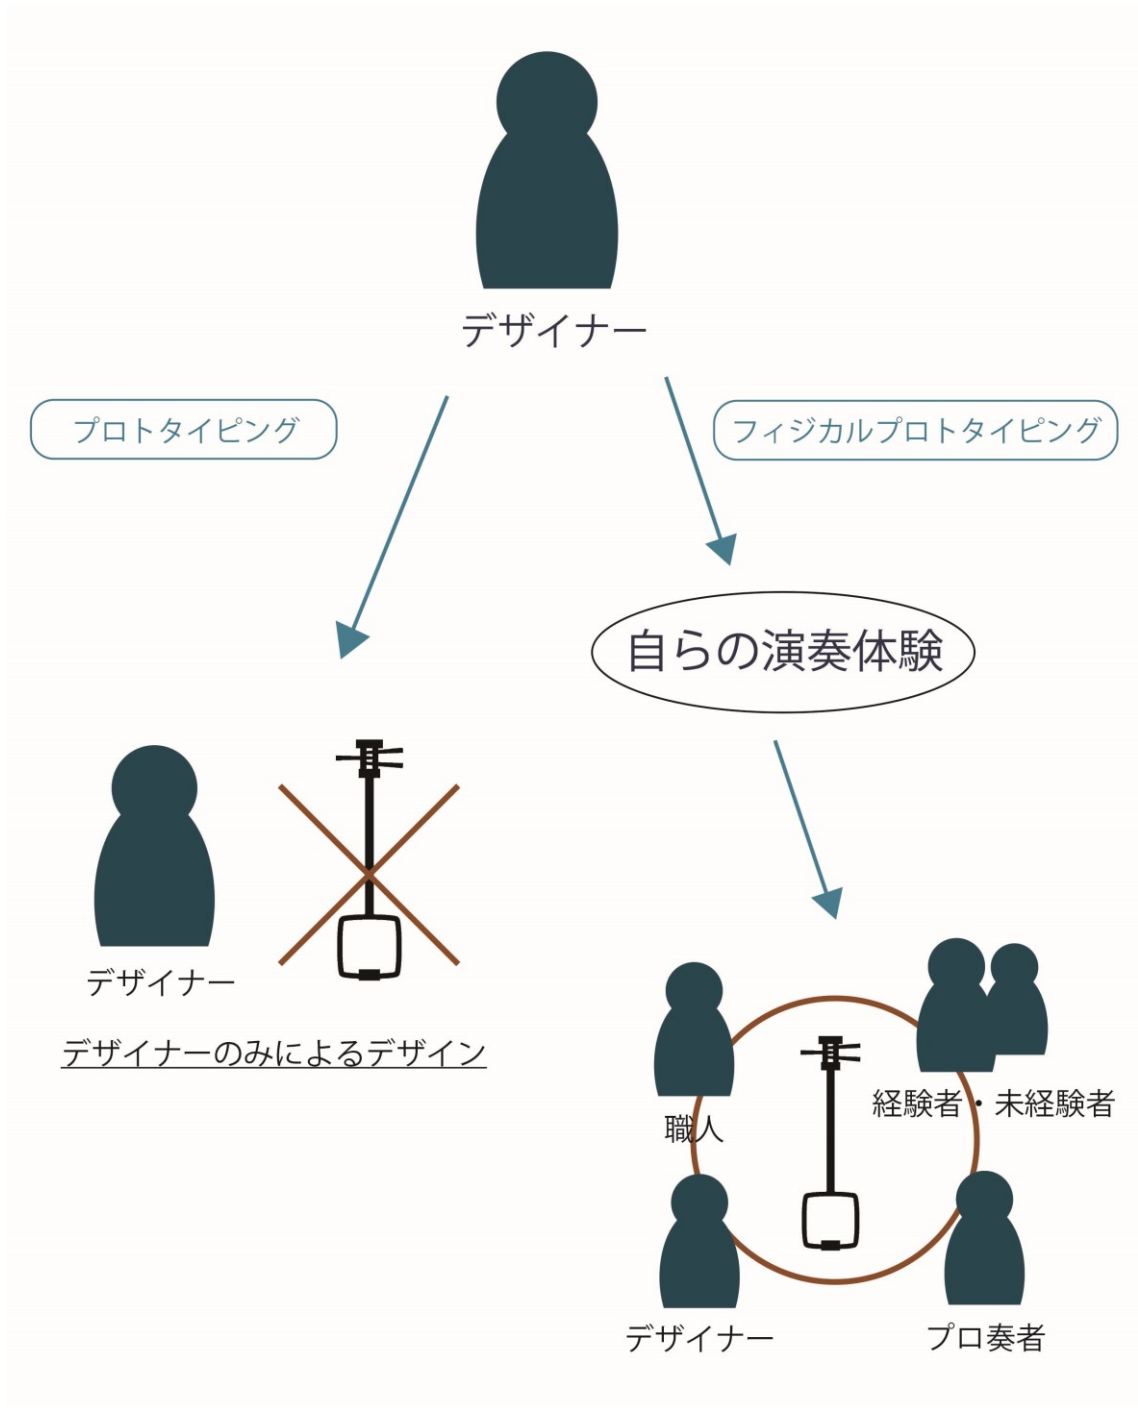 デザイナー
プロトタイピング
フィジカルプロトタイピング
自らの演奏体験
デザイナー
デザイナーのみによるデザイン
経験者・未経験者
職人
デザイナー
プロ奏者